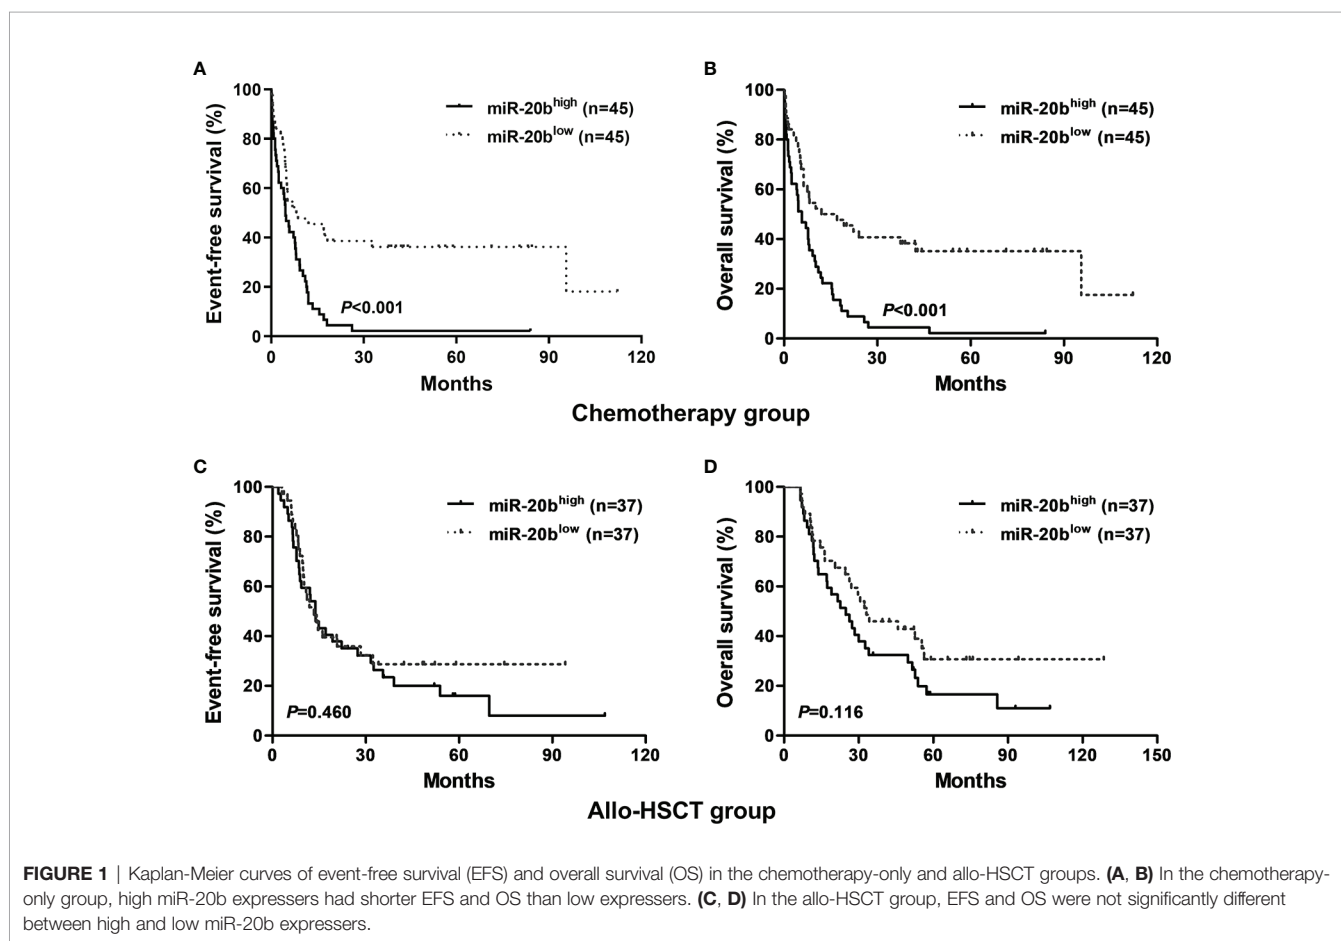 A
100
80
60
40
20
0
Event-free survival (%)
miR-20bhigh (n=45)
miR-20blow (n=45)
P<0.001
0 30 60 90 120
Months
B
100
80
60
40
20
0
Overall survival (%)
miR-20bhigh (n=45)
miR-20blow (n=45)
P<0.001
0 30 60 90 120
Months
Chemotherapy group
C
100
80
60
40
20
0
Event-free survival (%)
miR-20bhigh (n=37)
miR-20blow (n=37)
P=0.460
0 30 60 90 120
Months
D
100
80
60
40
20
0
Overall survival (%)
miR-20bhigh (n=37)
miR-20blow (n=37)
P=0.116
0 30 60 90 120 150
Months
Allo-HSCT group
FIGURE 1 | Kaplan-Meier curves of event-free survival (EFS) and overall survival (OS) in the chemotherapy-only and allo-HSCT groups. (A, B) In the chemotherapy-
only group, high miR-20b expressers had shorter EFS and OS than low expressers. (C, D) In the allo-HSCT group, EFS and OS were not significantly different
between high and low miR-20b expressers.